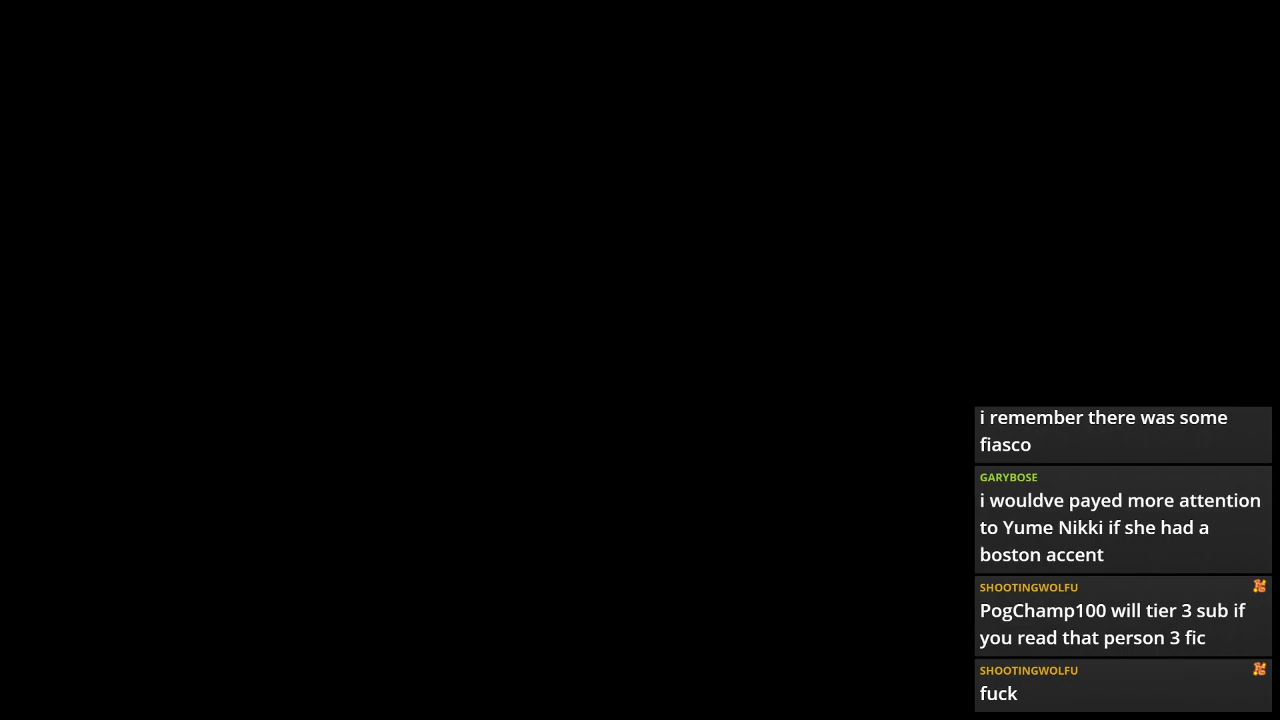 i remember there was some
fiasco
GARYBOSE
i wouldve payed more attention
to Yume Nikki if she had a
boston accent
SHOOTINGWOLFU
PogChamp100 will tier 3 sub if
you read that person 3 fic
SHOOTINGWOLFU
fuck